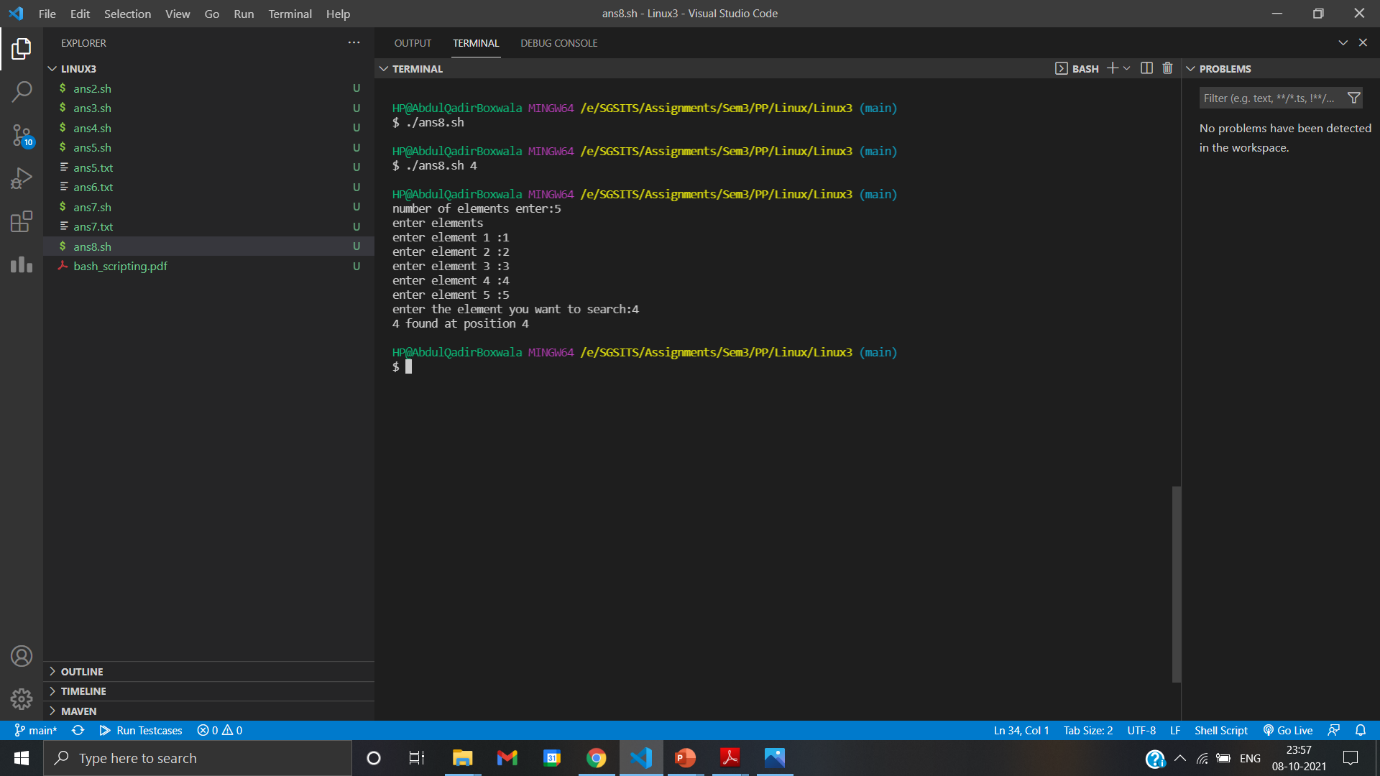 File Edit Selection View Go Run Terminal Help
ans8.sh - Linux3 - Visual Studio Code
EXPLORER
LINUX3
$ ans2.sh U
$ ans3.sh U
$ ans4.sh U
$ ans5.sh U
ans5.txt U
ans6.txt U
$ ans7.sh U
ans7.txt U
$ ans8.sh U
bash_scripting.pdf U
10
OUTLINE
TIMELINE
MAVEN
OUTPUT TERMINAL DEBUG CONSOLE
TERMINAL
BASH
HP@AbdulQadirBoxwala MINGW64 /e/SGSITS/Assignments/Sem3/PP/Linux/Linux3 (main)
$ ./ans8.sh
HP@AbdulQadirBoxwala MINGW64 /e/SGSITS/Assignments/Sem3/PP/Linux/Linux3 (main)
$ ./ans8.sh 4
HP@AbdulQadirBoxwala MINGW64 /e/SGSITS/Assignments/Sem3/PP/Linux/Linux3 (main)
number of elements enter:5
enter elements
enter element 1 :1
enter element 2 :2
enter element 3 :3
enter element 4 :4
enter element 5 :5
enter the element you want to search:4
4 found at position 4
HP@AbdulQadirBoxwala MINGW64 /e/SGSITS/Assignments/Sem3/PP/Linux/Linux3 (main)
$
PROBLEMS
Filter (e.g. text, **/*.ts, !**/...
No problems have been detected
in the workspace.
main* Run Testcases 0 0
Ln 34, Col 1 Tab Size: 2 UTF-8 LF Shell Script Go Live
Type here to search
31
ENG
23:57
08-10-2021